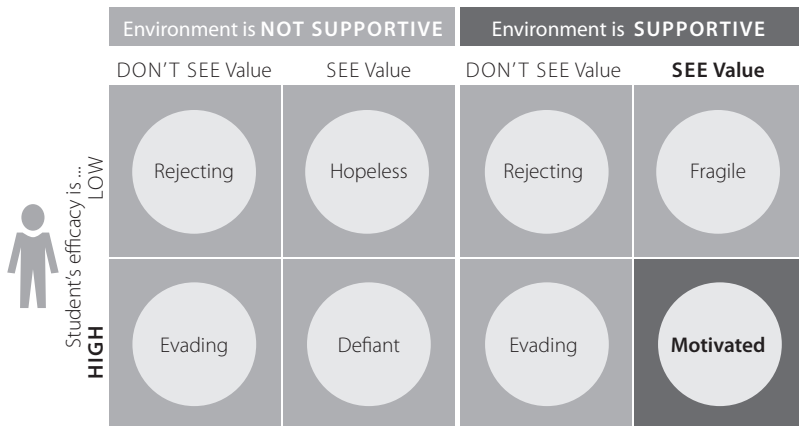 Environment is NOT SUPPORTIVE
Environment is SUPPORTIVE
DON'T SEE Value
SEE Value
DON'T SEE Value
SEE Value
Student's efficacy is ...
LOW
Rejecting
Hopeless
Rejecting
Fragile
HIGH
Evading
Defiant
Evading
Motivated